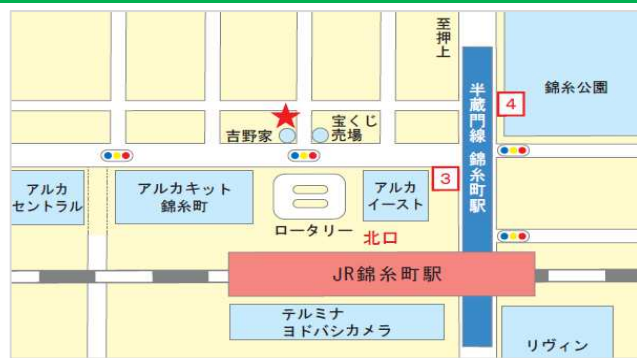 至押上
半蔵門線 錦糸町駅
4
錦糸公園
吉野家
宝くじ
売場
3
アルカ
セントラル
アルカキット
錦糸町
ロータリー
アルカ
イースト
北口
JR錦糸町駅
テルミナ
ヨドバシカメラ
リヴィン